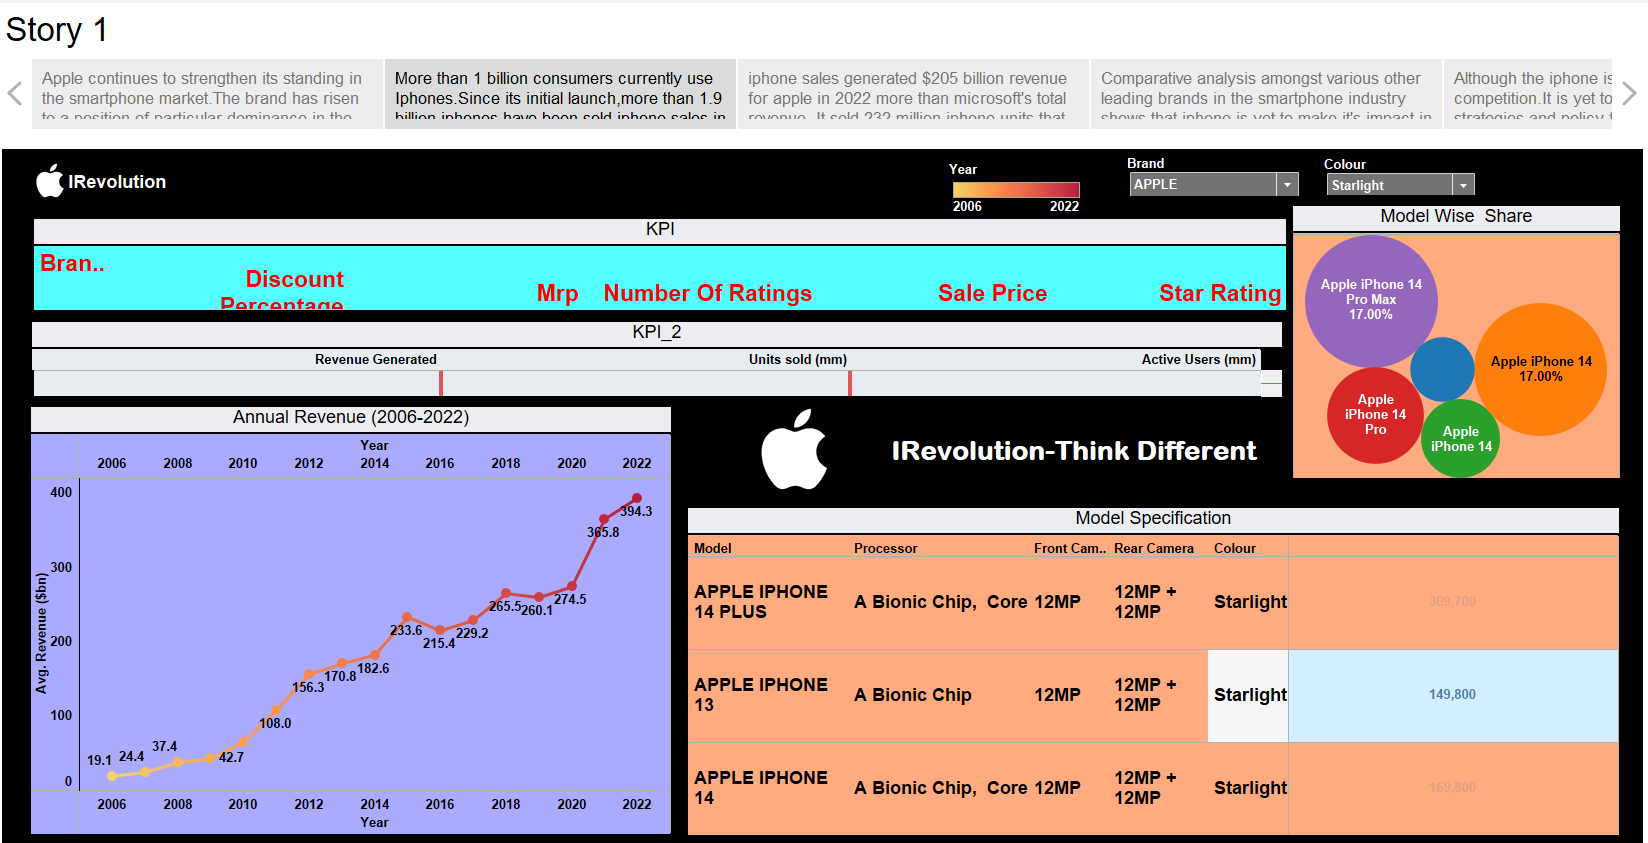 Story 1
Apple continues to strengthen its standing in
the smartphone market.The brand has risen
to a position of particular dominance in the
More than 1 billion consumers currently use
Iphones.Since its initial launch,more than 1.9
billion iphones have been sold iphone sales in
iphone sales generated $205 billion revenue
for apple in 2022 more than microsoft's total
revenue. It sold 232 million iphone units that
Comparative analysis amongst various other
leading brands in the smartphone industry
shows that iphone is yet to make it's impact in
Although the iphone is
competition.It is yet to
strategies and policy
IRevolution
Year
2006 2022
Brand
APPLE
Colour
Starlight
KPI
Bran..
Discount
Percentage
Mrp
Number Of Ratings
Sale Price
Star Rating
KPI_2
Revenue Generated
Units sold (mm)
Active Users (mm)
Model Wise Share
Apple iPhone 14
Pro Max
17.00%
Apple iPhone 14
17.00%
Apple
iPhone 14
Pro
Apple
iPhone 14
Annual Revenue (2006-2022)
Year
2006 2008 2010 2012 2014 2016 2018 2020 2022
Avg. Revenue ($bn)
400
300
200
100
0
19.1
24.4
37.4
42.7
108.0
156.3
170.8
182.6
233.6
215.4
229.2
265.5
260.1
274.5
365.8
394.3
2006 2008 2010 2012 2014 2016 2018 2020 2022
Year
IRevolution-Think Different
Model Specification
Model Processor Front Cam.. Rear Camera Colour
APPLE IPHONE
14 PLUS
A Bionic Chip, Core
12MP
12MP +
12MP
Starlight
309,700
APPLE IPHONE
13
A Bionic Chip
12MP
12MP +
12MP
Starlight
149,800
APPLE IPHONE
14
A Bionic Chip, Core
12MP
12MP +
12MP
Starlight
169,800